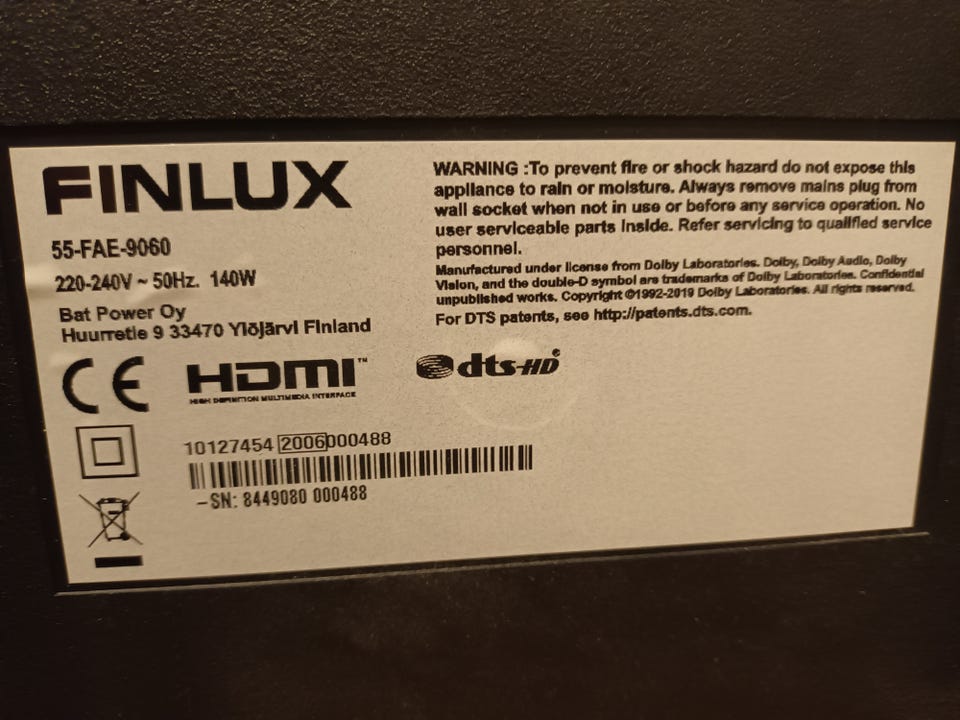 FINLUX
55-FAE-9060
220-240V ~ 50Hz. 140W
Bat Power Oy
Huurretie 9 33470 Ylöjärvi Finland
WARNING :To prevent fire or shock hazard do not expose this
appliance to rain or moisture. Always remove mains plug from
wall socket when not in use or before any service operation. No
user serviceable parts inside. Refer servicing to qualified service
personnel.
Manufactured under license from Dolby Laboratories. Dolby, Dolby Audio, Dolby
Vision, and the double-D symbol are trademarks of Dolby Laboratories. Confidential
unpublished works. Copyright ©1992-2019 Dolby Laboratories. All rights reserved.
For DTS patents, see http://patents.dts.com.
CE
HDMI™
HIGH DEFINITION MULTIMEDIA INTERFACE
dts-HD®
10127454 2006000488
–SN: 8449080 000488